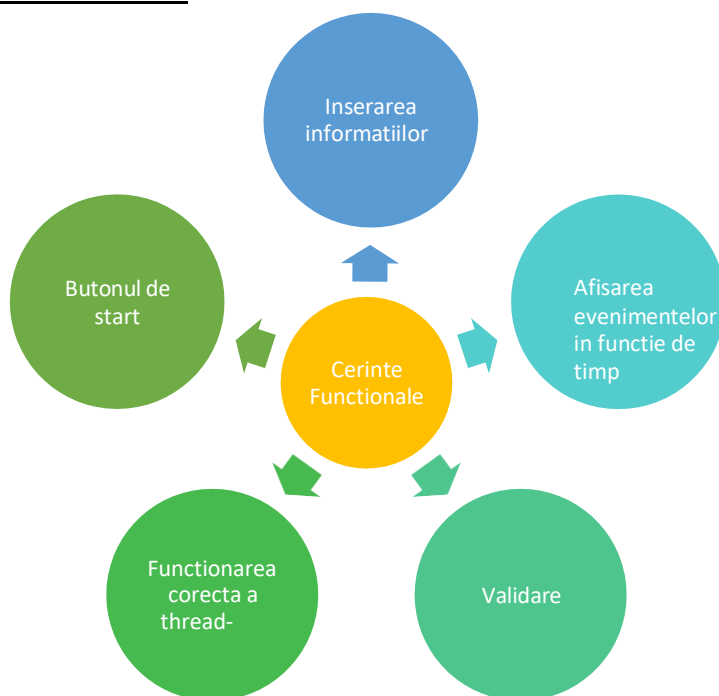 Inserarea
informatiilor
Butonul de
start
Afisarea
evenimentelor
in functie de
timp
Cerinte
Functionale
Functionarea
corecta a
thread-
Validare